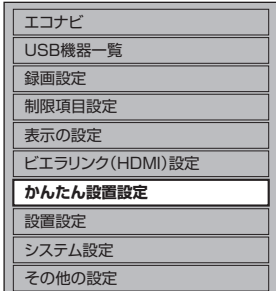 エコナビ
USB機器一覧
録画設定
制限項目設定
表示の設定
ビエラリンク(HDMI)設定
かんたん設置設定
設置設定
システム設定
その他の設定